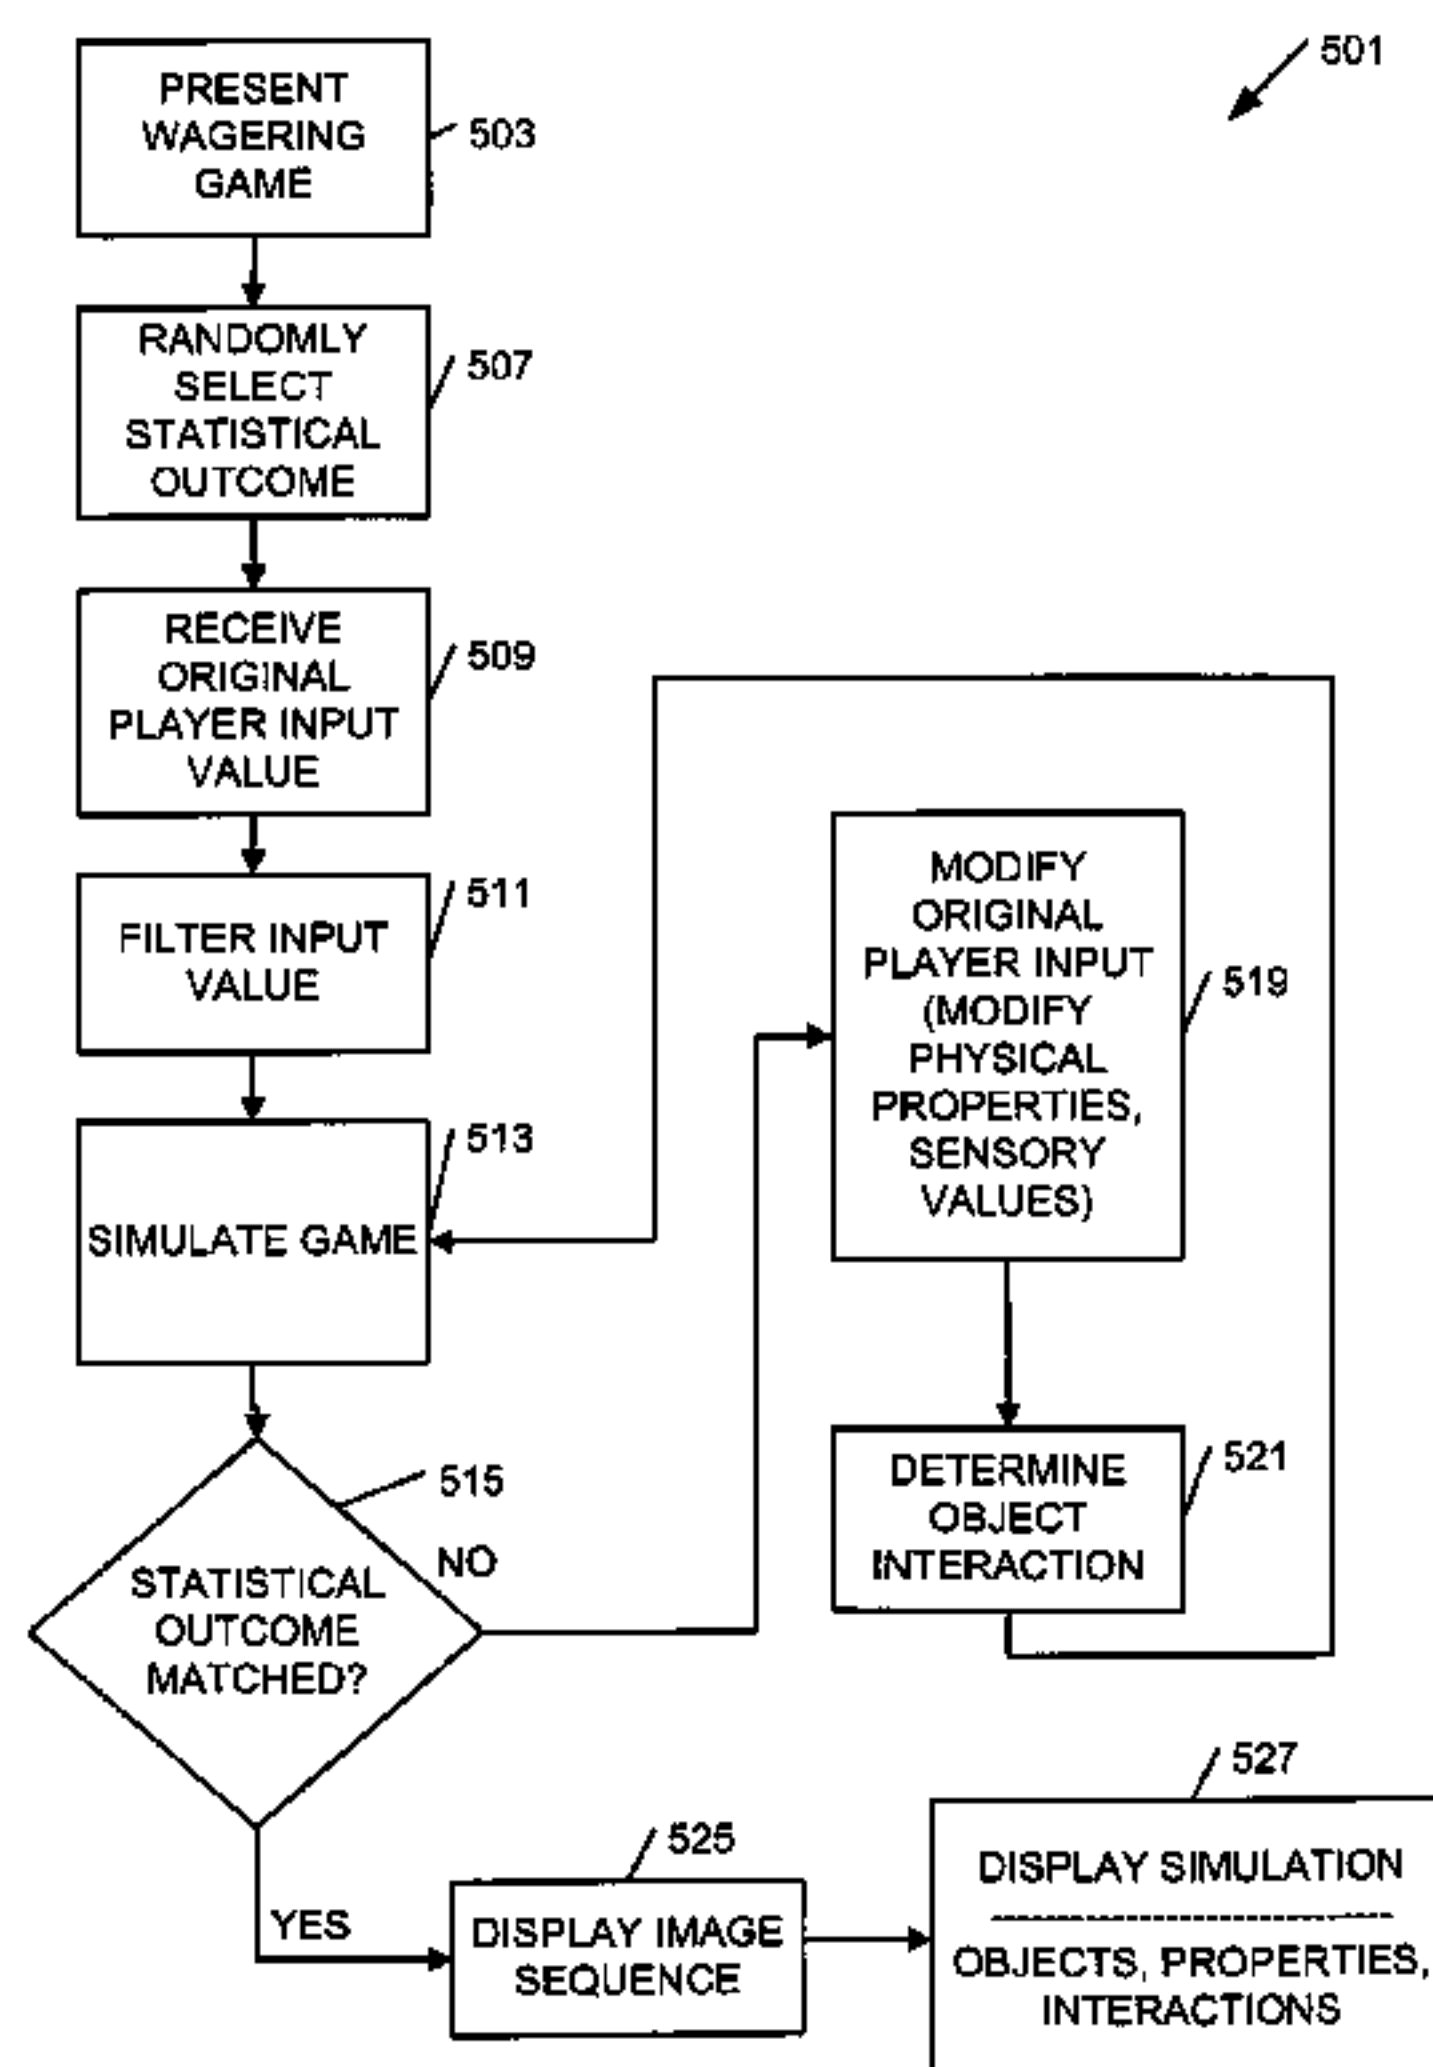 501
PRESENT
WAGERING
GAME
503
RANDOMLY
SELECT
STATISTICAL
OUTCOME
507
RECEIVE
ORIGINAL
PLAYER INPUT
VALUE
509
FILTER INPUT
VALUE
511
SIMULATE GAME
513
STATISTICAL
OUTCOME
MATCHED?
515
NO
MODIFY
ORIGINAL
PLAYER INPUT
(MODIFY
PHYSICAL
PROPERTIES,
SENSORY
VALUES)
519
DETERMINE
OBJECT
INTERACTION
521
YES
DISPLAY IMAGE
SEQUENCE
525
DISPLAY SIMULATION
OBJECTS, PROPERTIES,
INTERACTIONS
527